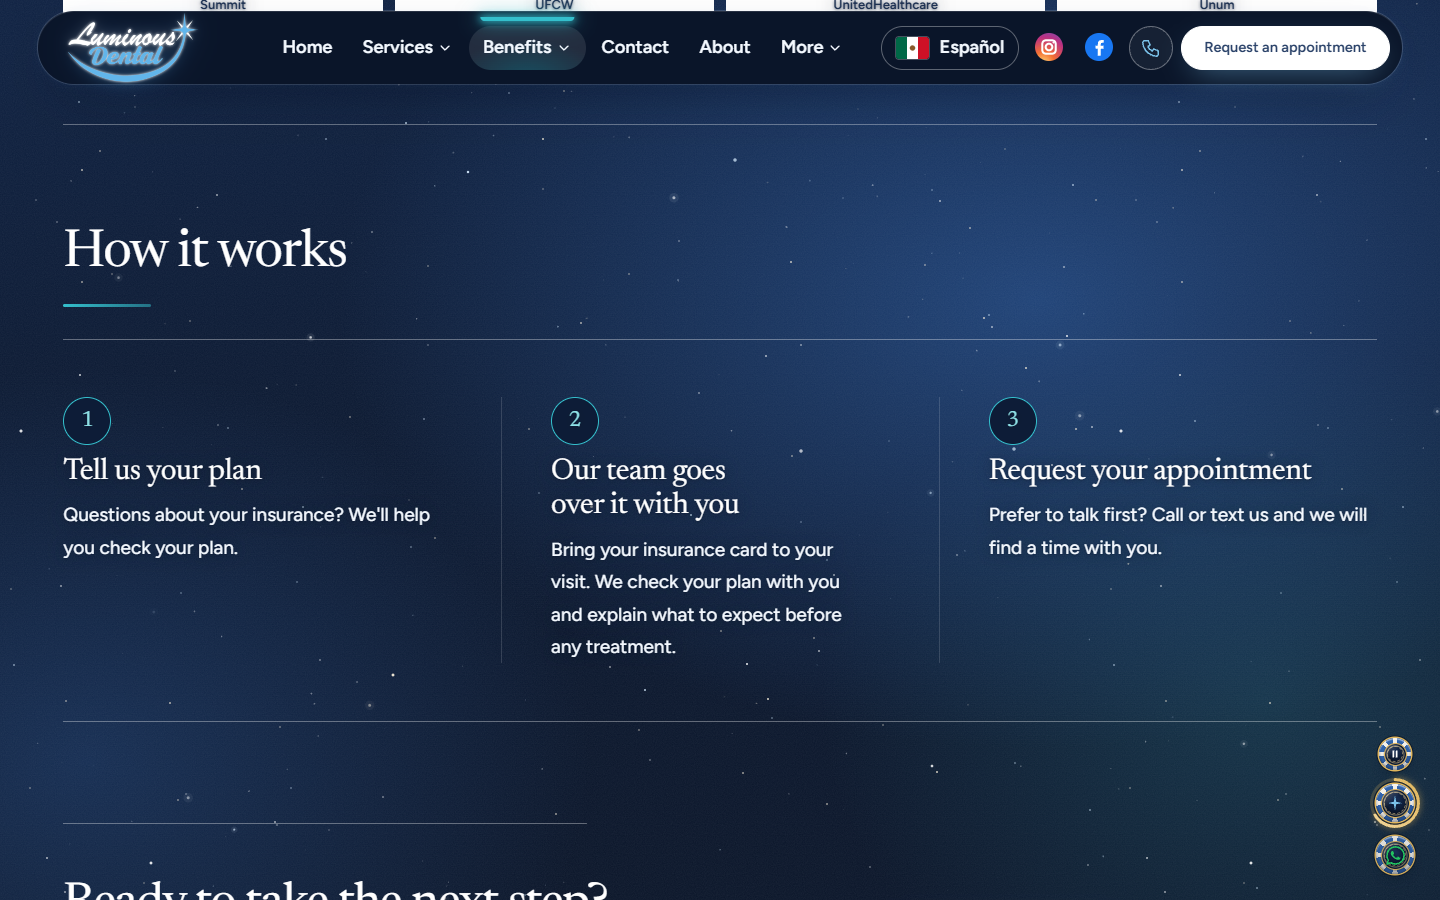 Summit
UFCW
UnitedHealthcare
Unum
Luminous
Dental
Home
Services
Benefits
Contact
About
More
Español
Request an appointment
How it works
1
2
3
Tell us your plan
Questions about your insurance? We'll help
you check your plan.
Our team goes
over it with you
Bring your insurance card to your
visit. We check your plan with you
and explain what to expect before
any treatment.
Request your appointment
Prefer to talk first? Call or text us and we will
find a time with you.
Ready to take the next step?